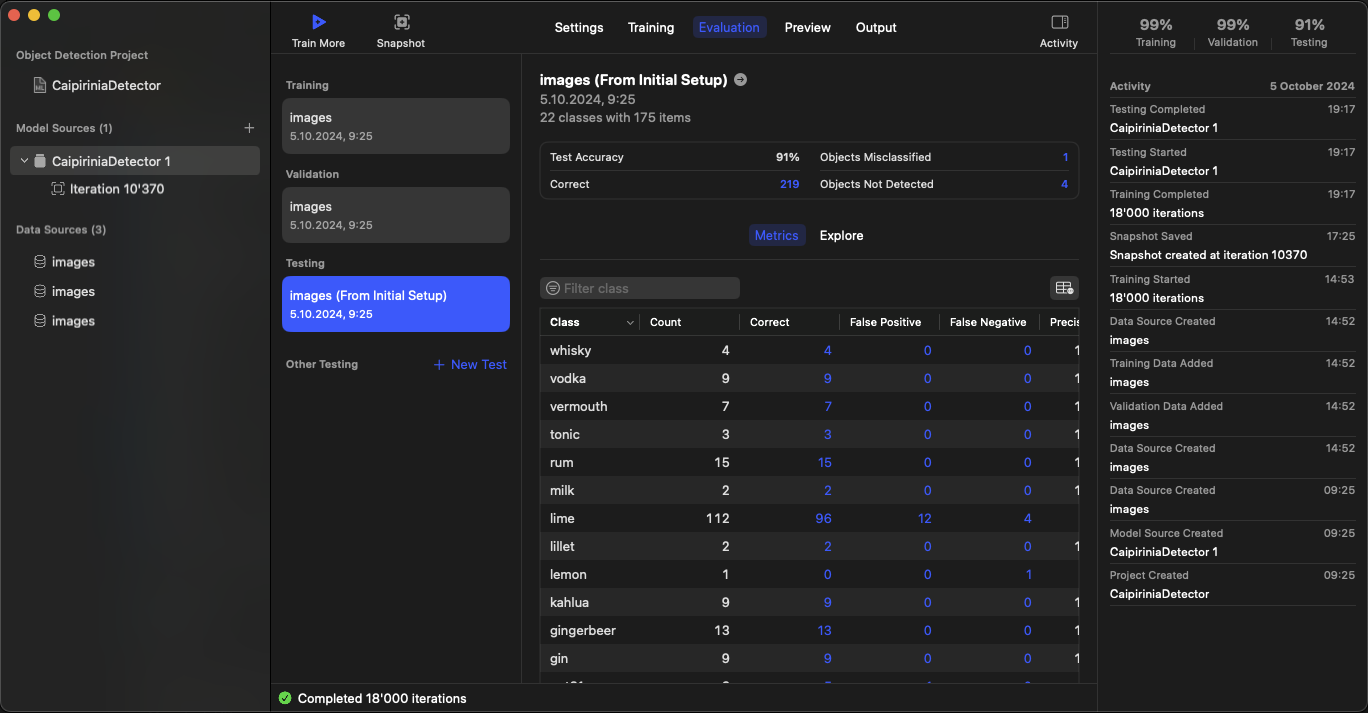 Object Detection Project
CaipiriniaDetector
Model Sources (1)
CaipiriniaDetector 1
Iteration 10'370
Data Sources (3)
images
images
images
Train More
Snapshot
Settings
Training
Evaluation
Preview
Output
Activity
Training
images
5.10.2024, 9:25
Validation
images
5.10.2024, 9:25
Testing
images (From Initial Setup)
5.10.2024, 9:25
Other Testing
New Test
images (From Initial Setup)
5.10.2024, 9:25
22 classes with 175 items
Test Accuracy 91% Objects Misclassified 1
Correct 219 Objects Not Detected 4
Metrics Explore
Filter class
Class Count Correct False Positive False Negative
whisky 4 4 0 0
vodka 9 9 0 0
vermouth 7 7 0 0
tonic 3 3 0 0
rum 15 15 0 0
milk 2 2 0 0
lime 112 96 12 4
lillet 2 2 0 0
lemon 1 0 0 1
kahlua 9 9 0 0
gingerbeer 13 13 0 0
gin 9 9 0 0
Completed 18'000 iterations
99% 99% 91%
Training Validation Testing
Activity 5 October 2024
Testing Completed 19:17
CaipiriniaDetector 1
Testing Started 19:17
CaipiriniaDetector 1
Training Completed 19:17
18'000 iterations
Snapshot Saved 17:25
Snapshot created at iteration 10370
Training Started 14:53
18'000 iterations
Data Source Created 14:52
images
Training Data Added 14:52
images
Validation Data Added 14:52
images
Data Source Created 14:52
images
Data Source Created 09:25
images
Model Source Created 09:25
CaipiriniaDetector 1
Project Created 09:25
CaipiriniaDetector